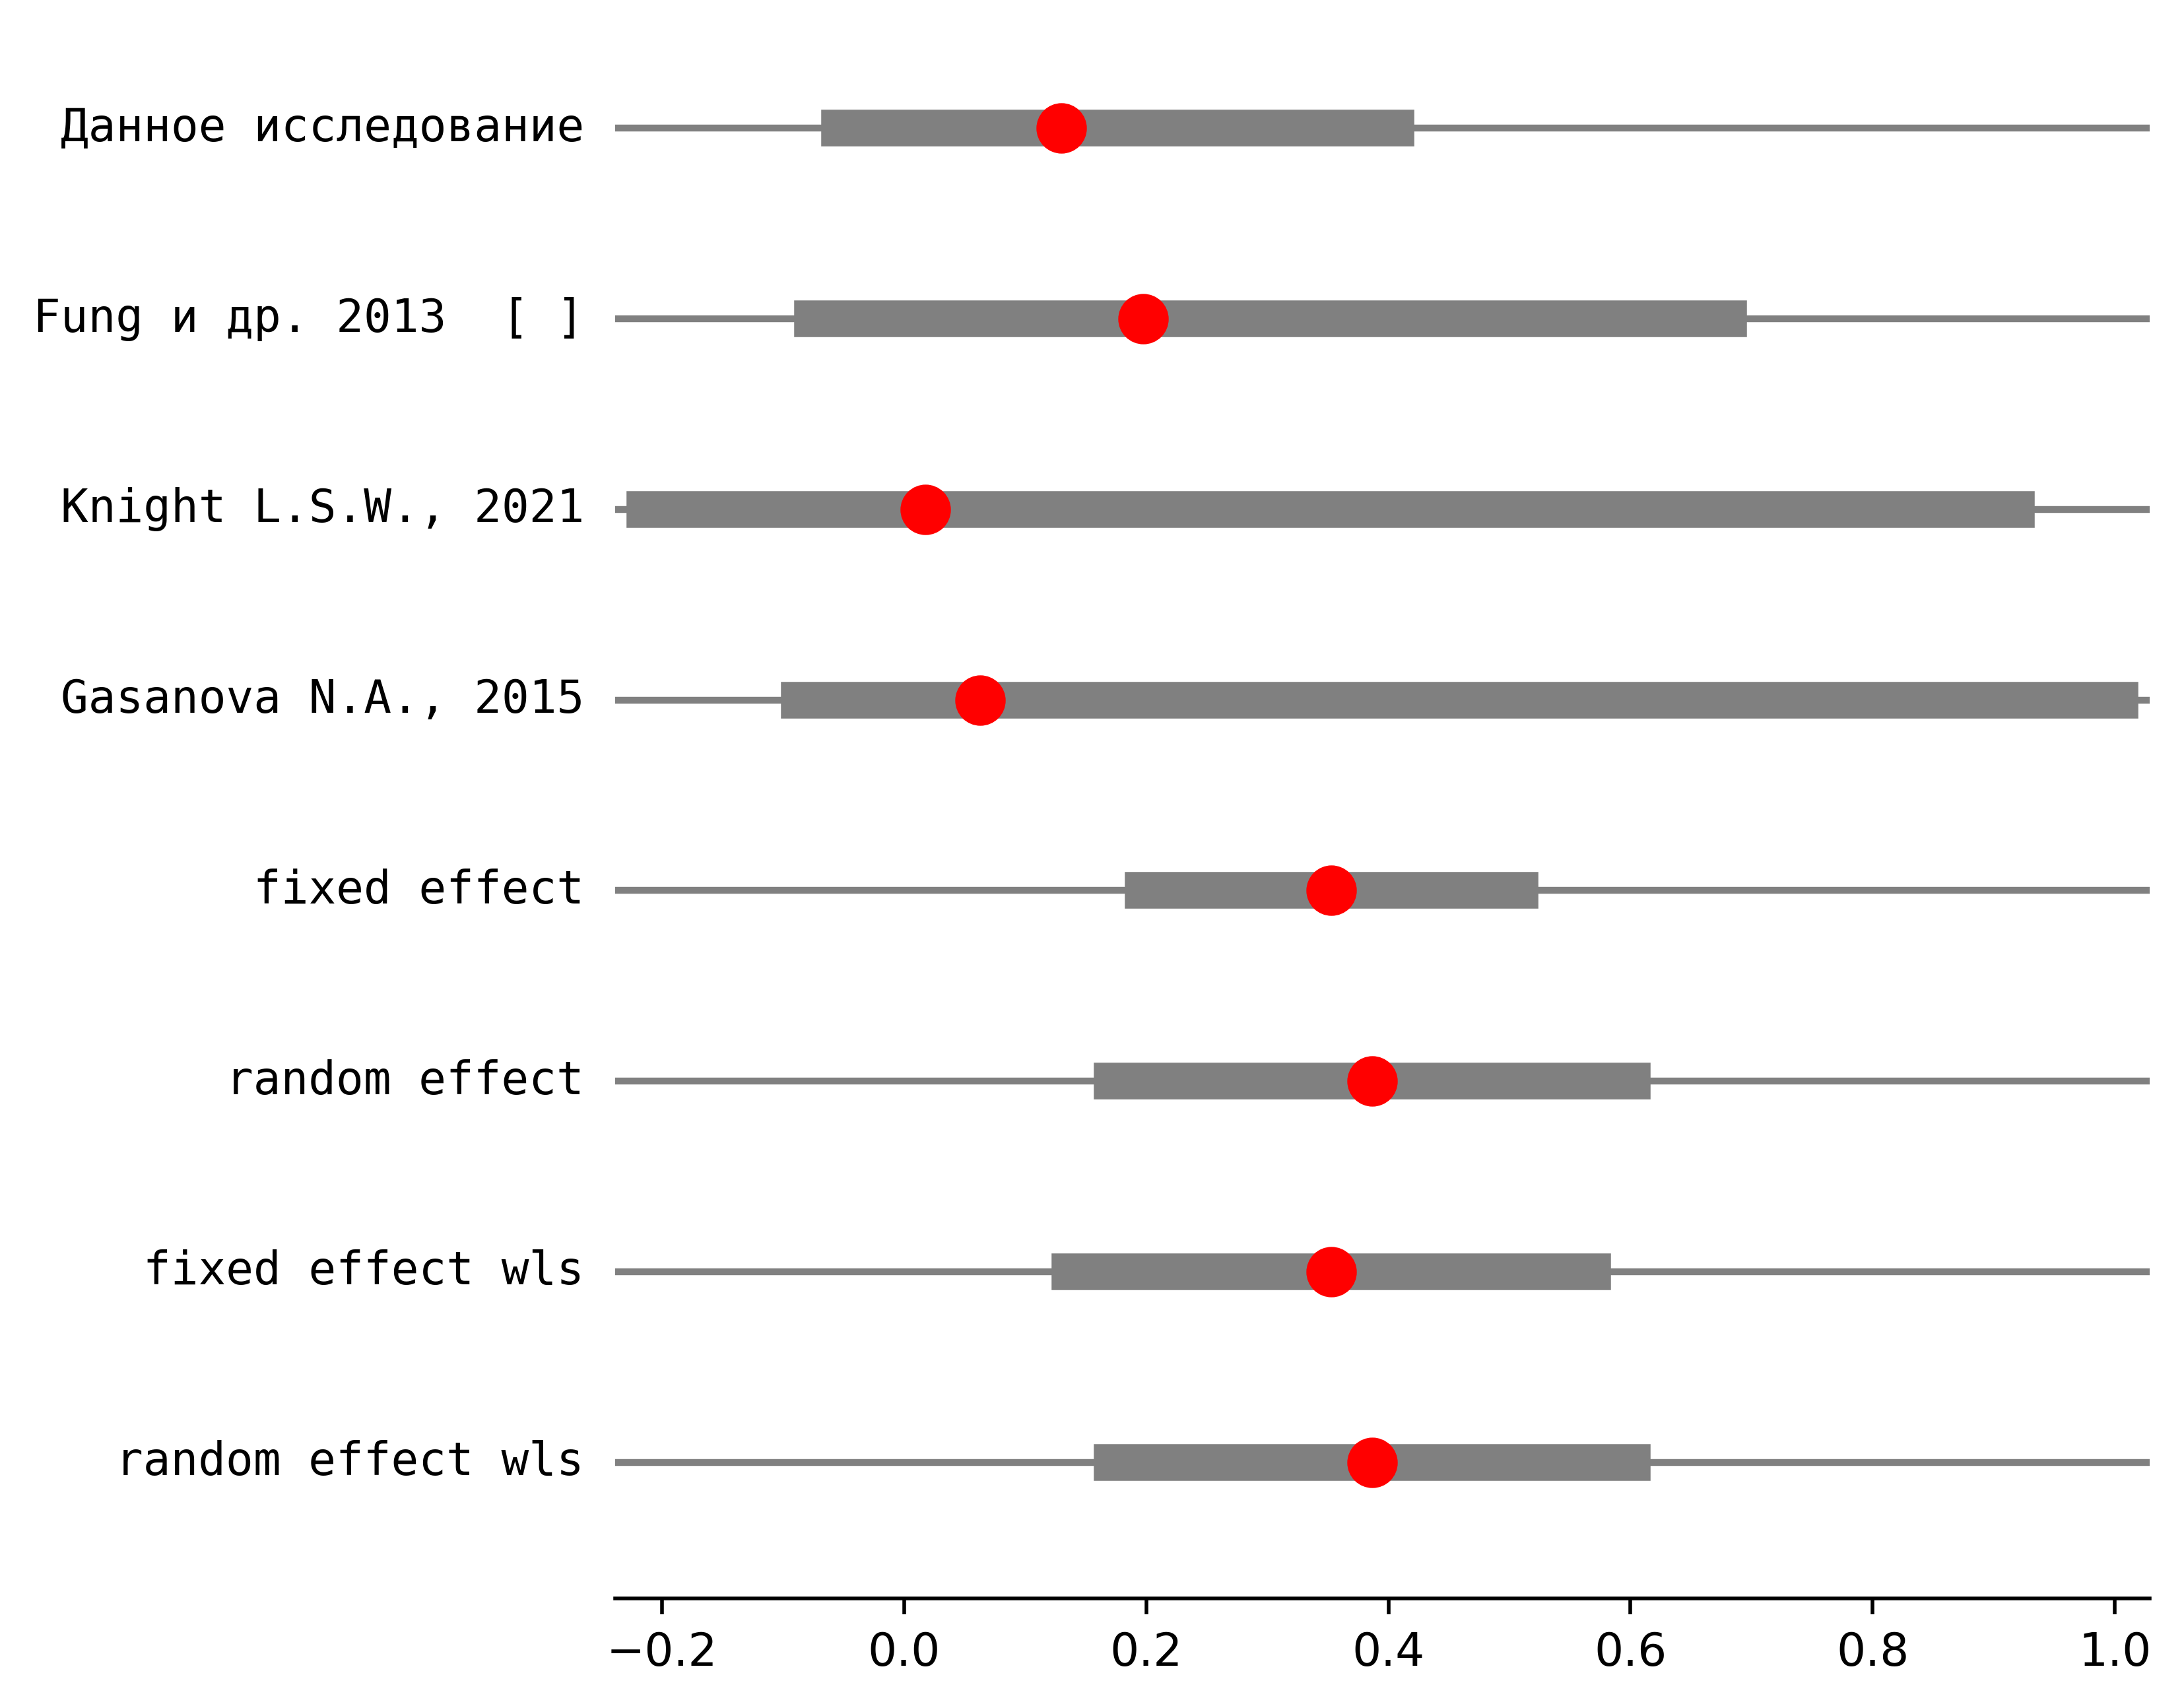 Данное исследование
Fung и др. 2013  [ ]
Knight L.S.W., 2021
Gasanova N.A., 2015
fixed effect
random effect
fixed effect wls
random effect wls
−0.2 0.0 0.2 0.4 0.6 0.8 1.0